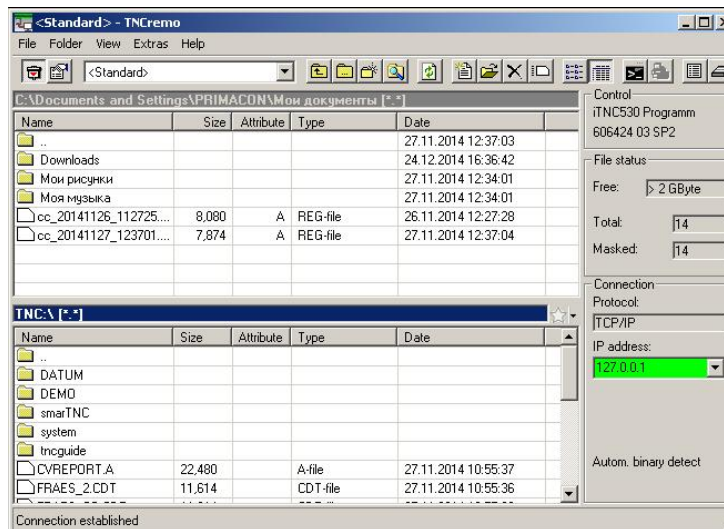 <Standard> - TNCremo
File Folder View Extras Help
<Standard>
C:\Documents and Settings\PRIMACON\Мои документы [*.*]
Name Size Attribute Type Date
.. 27.11.2014 12:37:03
Downloads 24.12.2014 16:36:42
Мои рисунки 27.11.2014 12:34:01
Моя музыка 27.11.2014 12:34:01
cc_20141126_112725.... 8,080 A REG-file 26.11.2014 12:27:28
cc_20141127_123701.... 7,874 A REG-file 27.11.2014 12:37:04
TNC:\ [*.*]
Name Size Attribute Type Date
..
DATUM
DEMO
smarTNC
system
tncguide
CVREPORT.A 22,480 A-file 27.11.2014 10:55:37
FRAES_2.CDT 11,614 CDT-file 27.11.2014 10:55:36
Control
iTNC530 Programm
606424 03 SP2
File status
Free: > 2 GByte
Total: 14
Masked: 14
Connection
Protocol:
TCP/IP
IP address:
127.0.0.1
Autom. binary detect
Connection established